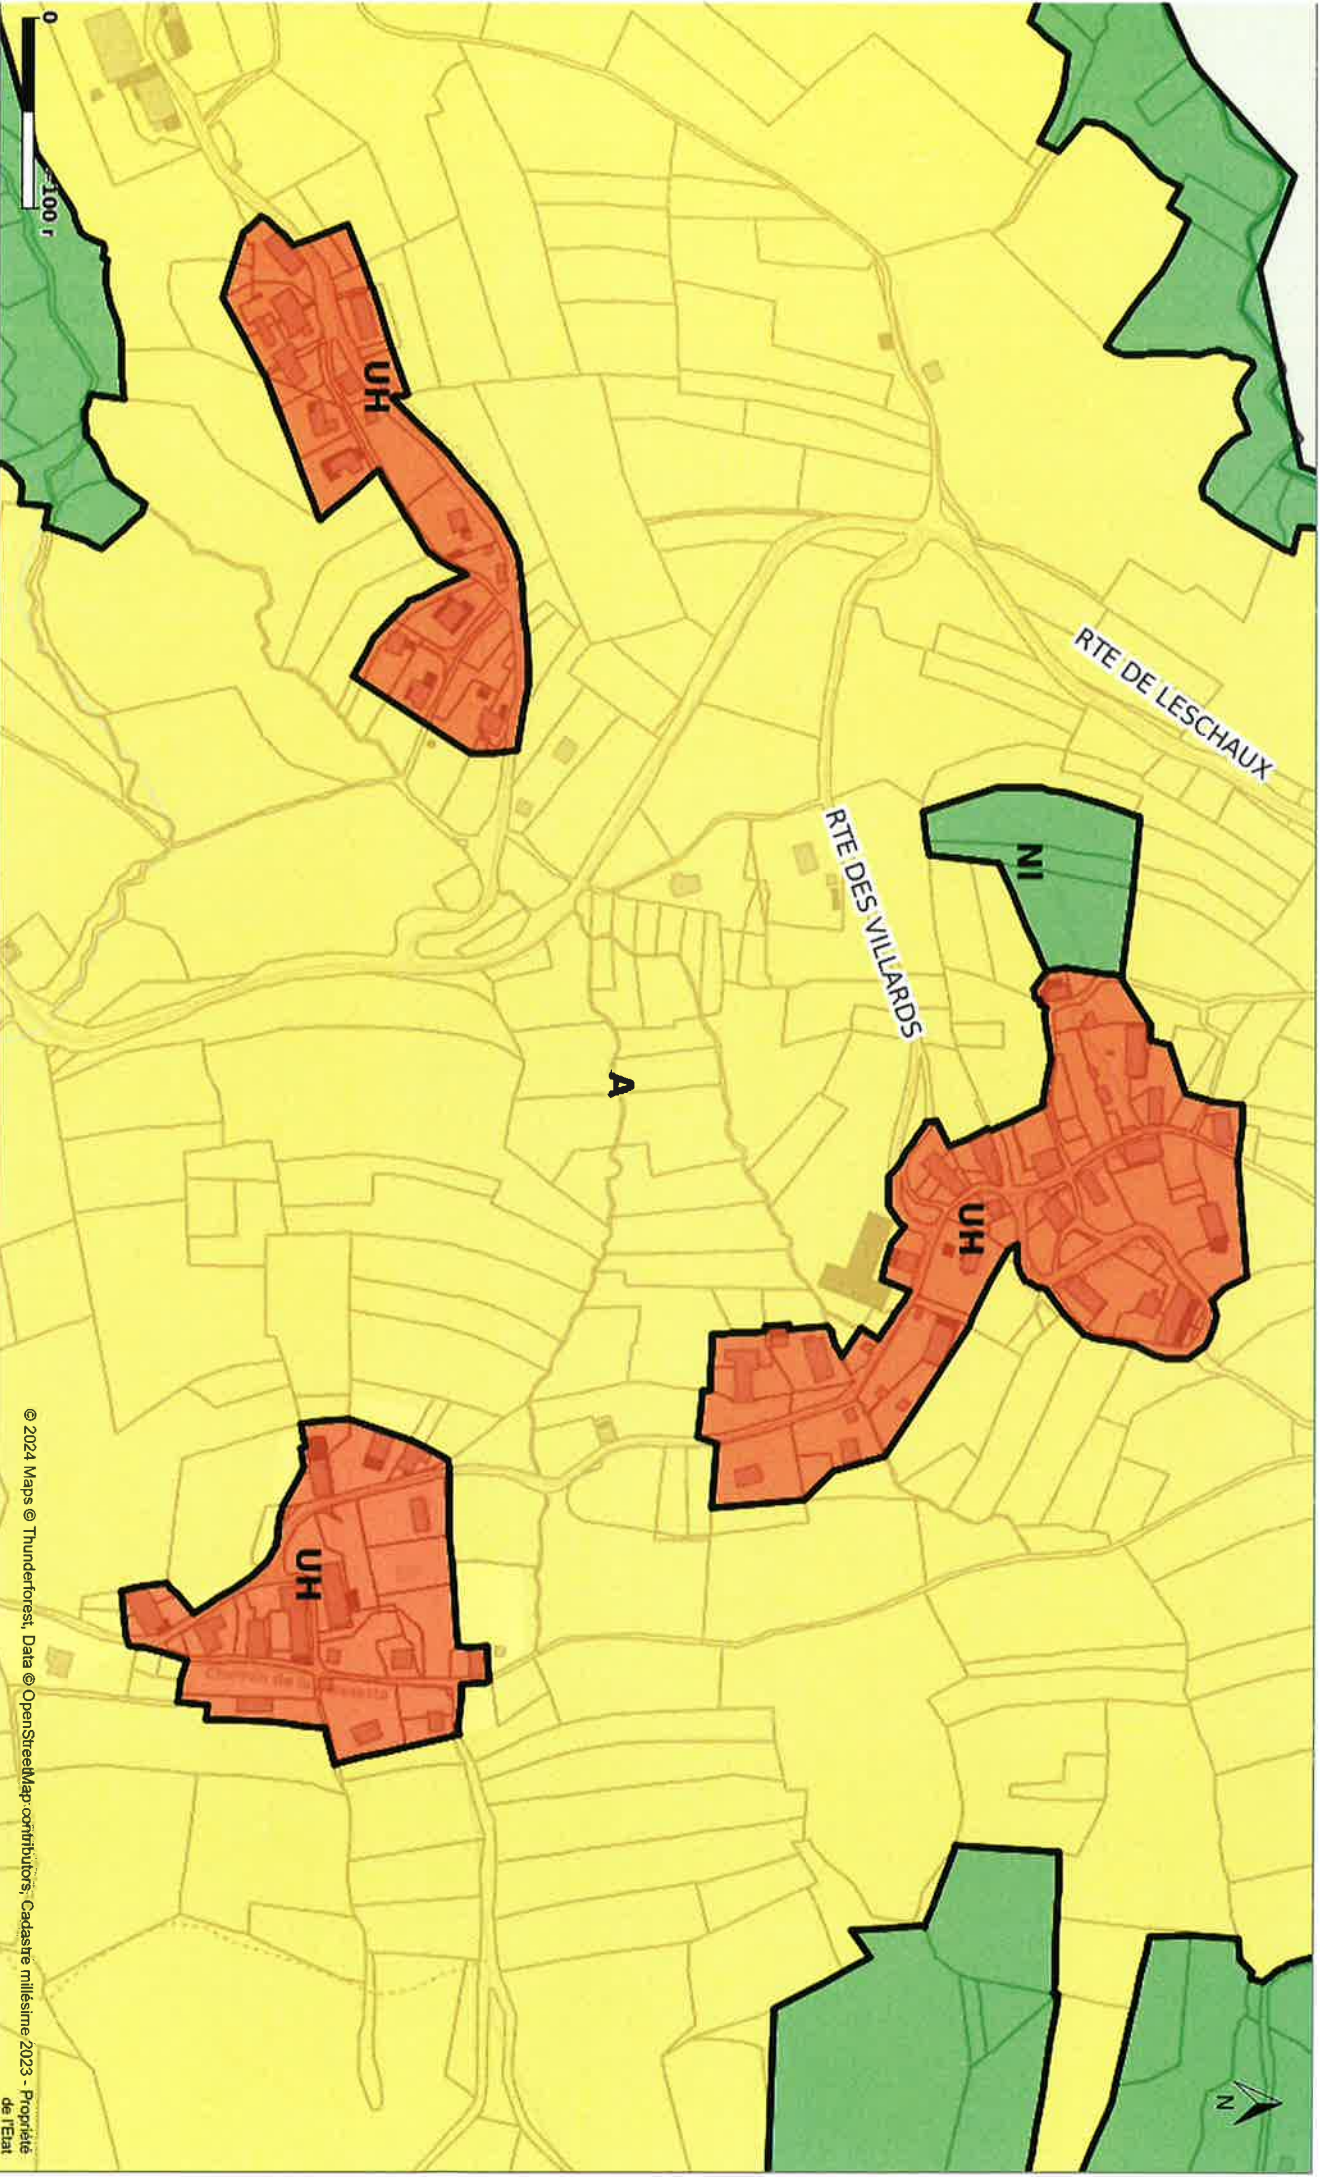 RTE DE LESCHAUX
NI
RTE DES VILLARDS
UH
UH
A
UH
0
100
N
© 2024 Maps © Thunderforest, Data © OpenStreetMap contributors, Cadastre millésime 2023 - Propriété
de l'Etat